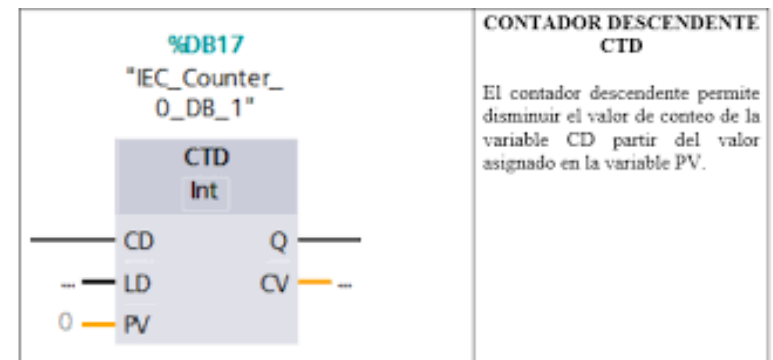 %DB17
"IEC_Counter_
0_DB_1"
CTD
Int
CD
Q
... LD
CV ...
0 PV
CONTADOR DESCENDENTE
CTD
El contador descendente permite
disminuir el valor de conteo de la
variable CD partir del valor
asignado en la variable PV.